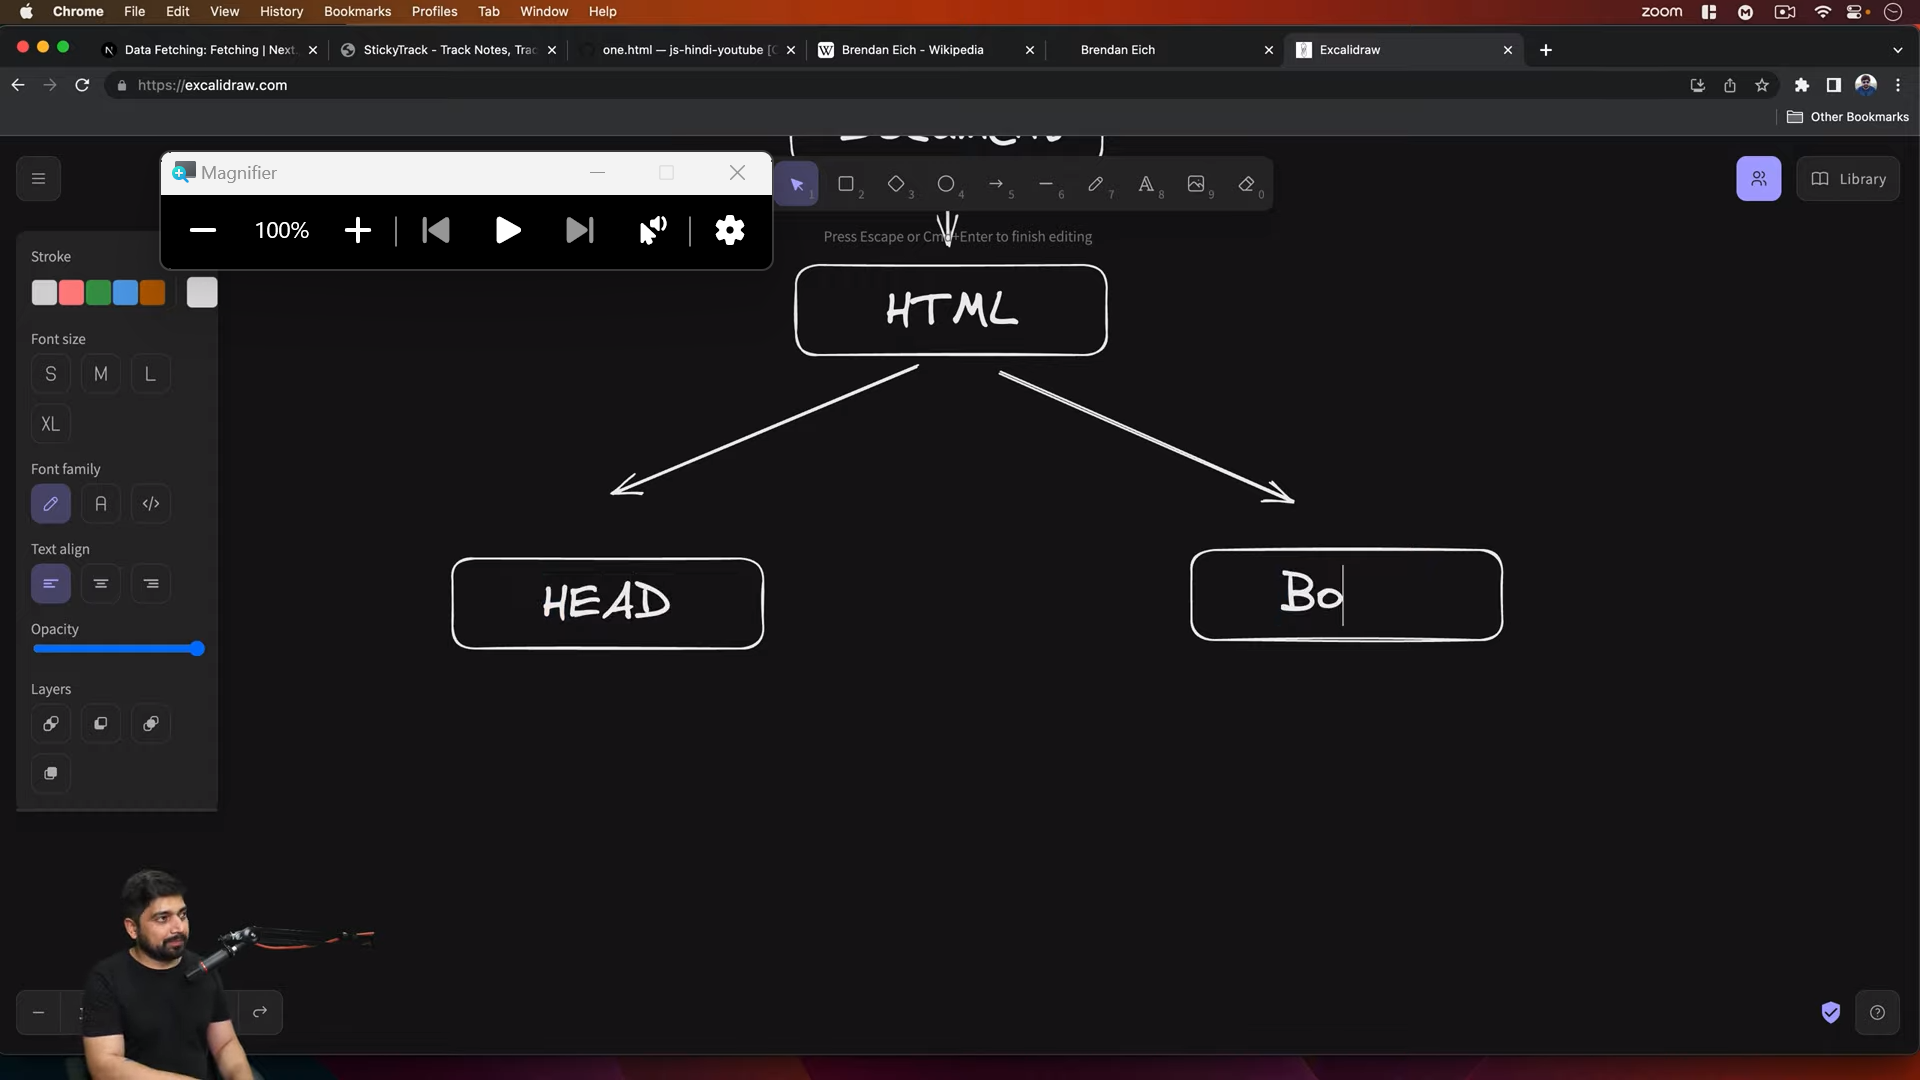 Chrome File Edit View History Bookmarks Profiles Tab Window Help zoom
Data Fetching: Fetching | Next. StickyTrack - Track Notes, Trac one.html — js-hindi-youtube [C Brendan Eich - Wikipedia Brendan Eich Excalidraw
https://excalidraw.com
Other Bookmarks
Magnifier
100%
1 2 3 4 5 6 7 8 9 0
Library
Press Escape or Cmd+Enter to finish editing
Stroke
Font size
S M L
XL
Font family
A </>
Text align
Opacity
Layers
HTML
HEAD
Bo